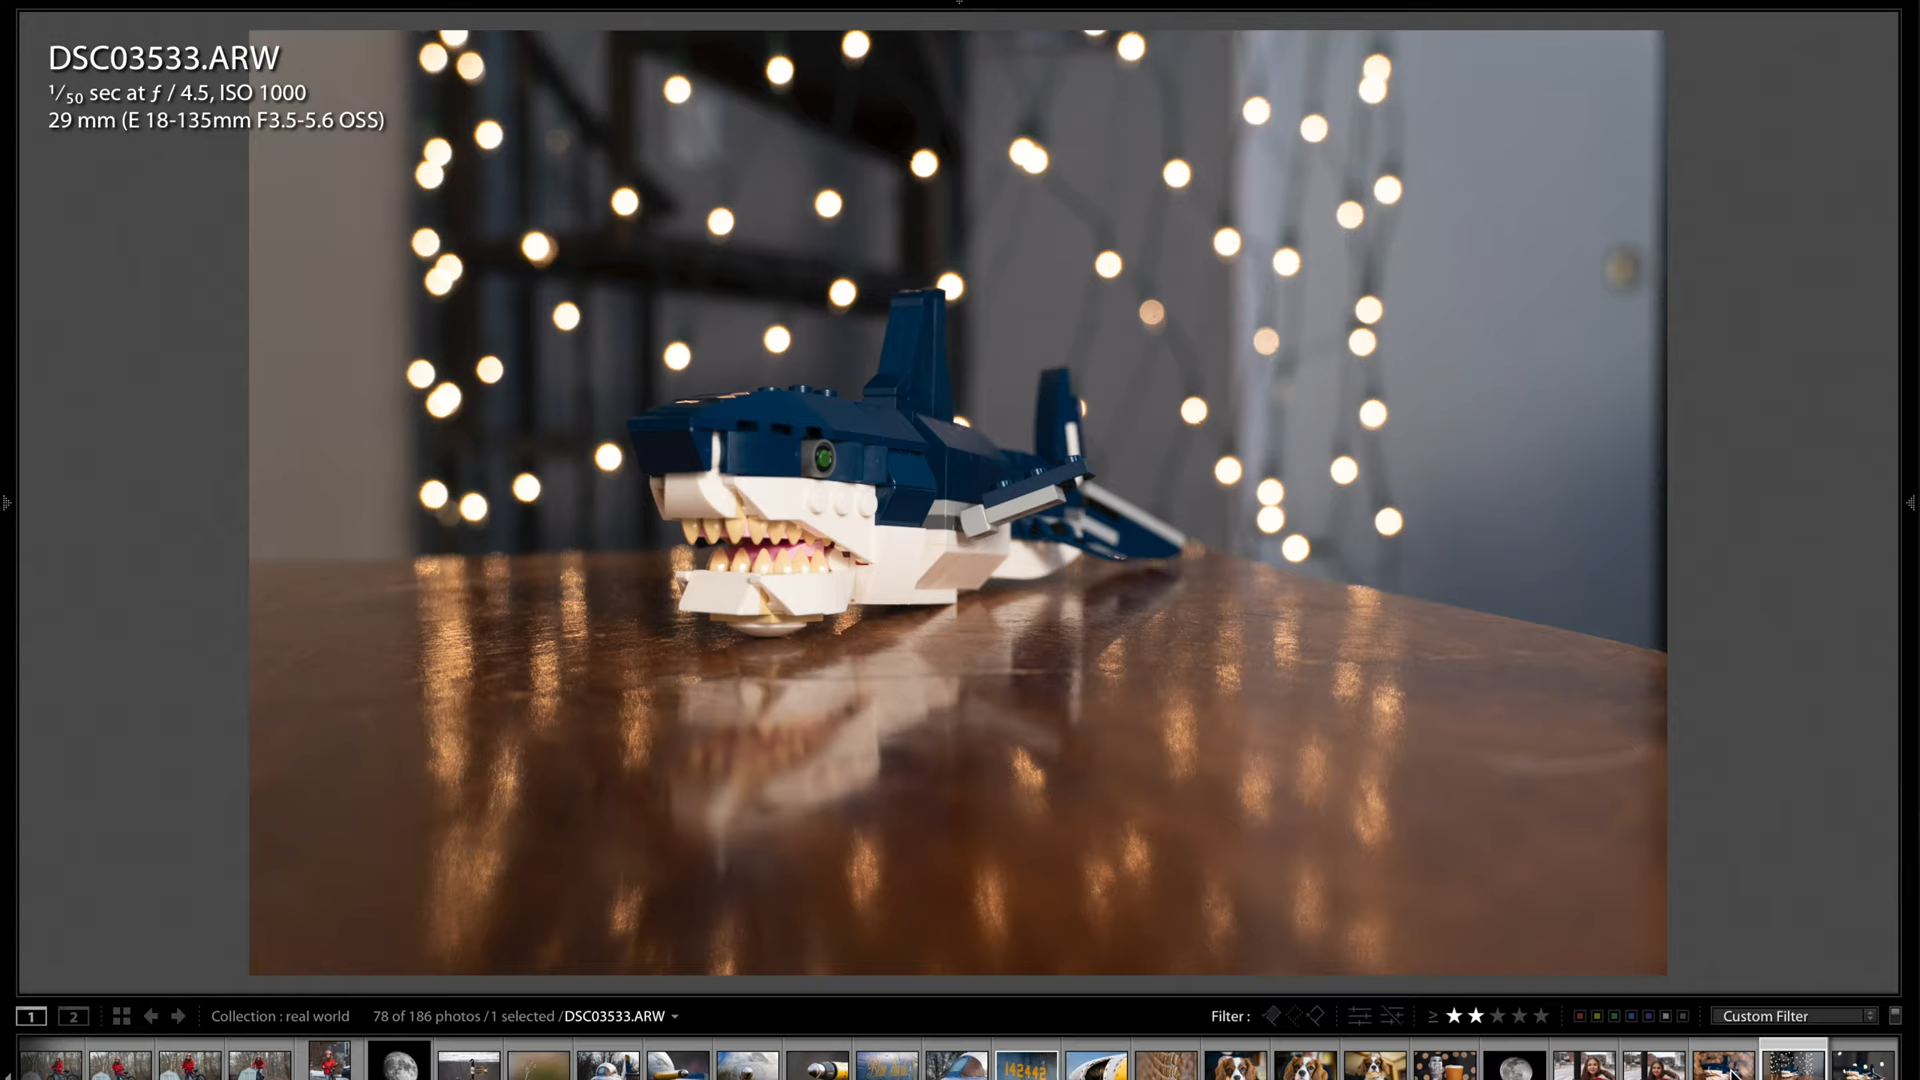 DSC03533.ARW
1/50 sec at ƒ / 4.5, ISO 1000
29 mm (E 18-135mm F3.5-5.6 OSS)
1 2 Collection : real world 78 of 186 photos / 1 selected / DSC03533.ARW Filter : ≥ ★★★★★ Custom Filter
142442